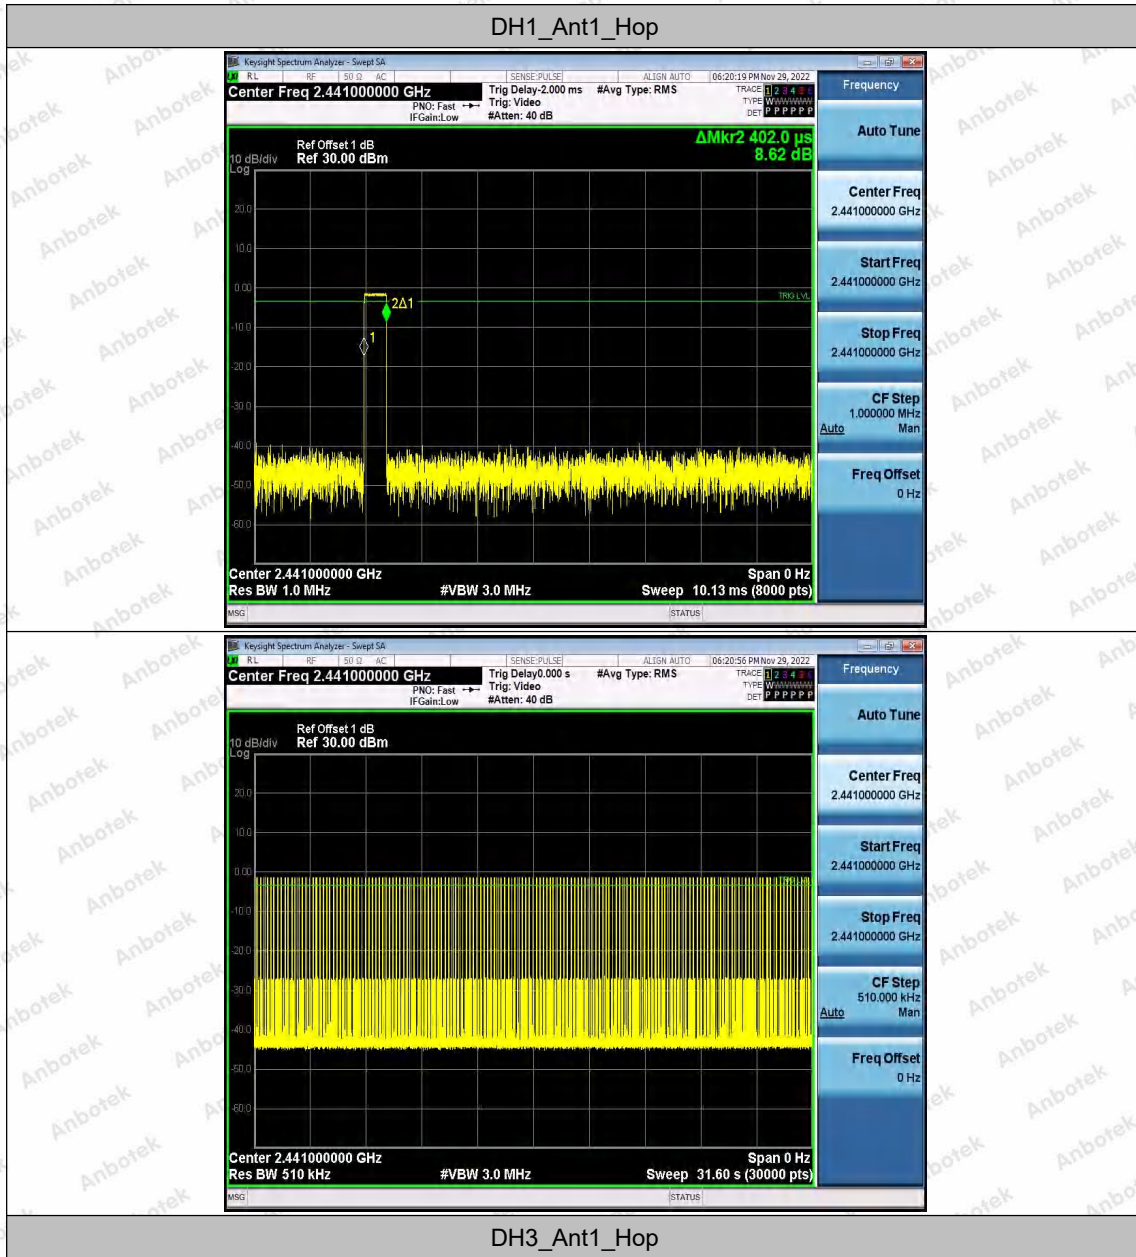 DH1_Ant1_Hop
Keysight Spectrum Analyzer - Swept SA
RL RF 50 Ω AC SENSE:PULSE ALIGN AUTO 06:20:19 PM Nov 29, 2022
Center Freq 2.441000000 GHz Trig Delay-2.000 ms #Avg Type: RMS TRACE 1 2 3 4 5 6
PNO: Fast Trig: Video TYPE WWWWWW
IFGain:Low #Atten: 40 dB DET P P P P P P
Frequency
Auto Tune
Center Freq
2.441000000 GHz
Start Freq
2.441000000 GHz
Stop Freq
2.441000000 GHz
CF Step
1.000000 MHz
Auto Man
Freq Offset
0 Hz
ΔMkr2 402.0 µs
8.62 dB
Ref Offset 1 dB
10 dB/div Ref 30.00 dBm
Log
20.0
10.0
0.00
TRIG LVL
2Δ1
-10.0
1
-20.0
-30.0
-40.0
-50.0
-60.0
Center 2.441000000 GHz Span 0 Hz
Res BW 1.0 MHz #VBW 3.0 MHz Sweep 10.13 ms (8000 pts)
MSG STATUS
Keysight Spectrum Analyzer - Swept SA
RL RF 50 Ω AC SENSE:PULSE ALIGN AUTO 06:20:56 PM Nov 29, 2022
Center Freq 2.441000000 GHz Trig Delay0.000 s #Avg Type: RMS TRACE 1 2 3 4 5 6
PNO: Fast Trig: Video TYPE WWWWWW
IFGain:Low #Atten: 40 dB DET P P P P P P
Frequency
Auto Tune
Center Freq
2.441000000 GHz
Start Freq
2.441000000 GHz
Stop Freq
2.441000000 GHz
CF Step
510.000 kHz
Auto Man
Freq Offset
0 Hz
Ref Offset 1 dB
10 dB/div Ref 30.00 dBm
Log
20.0
10.0
0.00
-10.0
-20.0
-30.0
-40.0
-50.0
-60.0
Center 2.441000000 GHz Span 0 Hz
Res BW 510 kHz #VBW 3.0 MHz Sweep 31.60 s (30000 pts)
MSG STATUS
DH3_Ant1_Hop
Anbotek